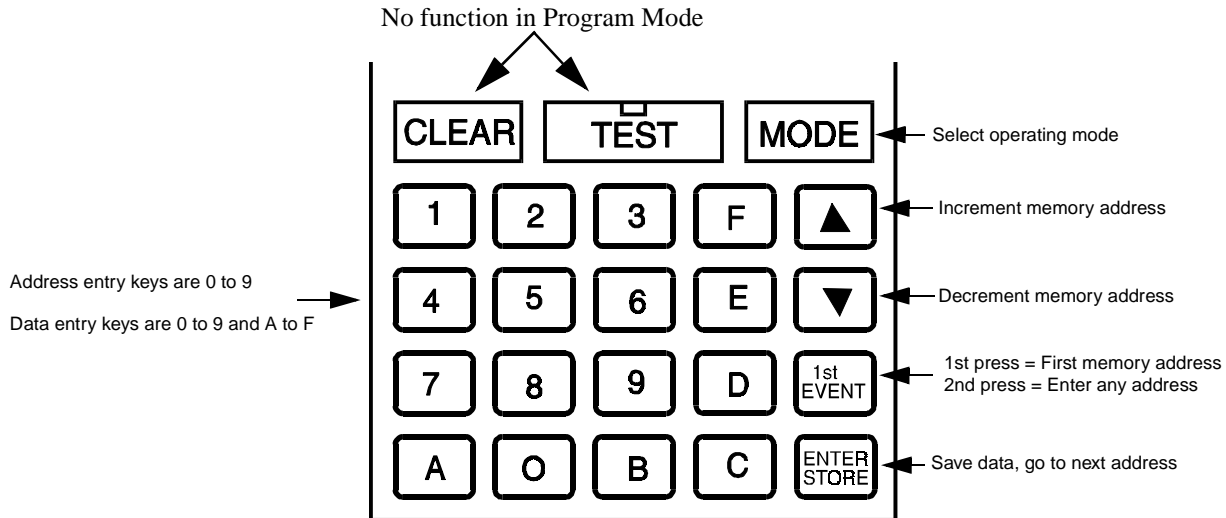 No function in Program Mode
CLEAR TEST MODE
Select operating mode
1 2 3 F ▲
Increment memory address
Address entry keys are 0 to 9
Data entry keys are 0 to 9 and A to F
4 5 6 E ▼
Decrement memory address
7 8 9 D 1st EVENT
1st press = First memory address
2nd press = Enter any address
A O B C ENTER STORE
Save data, go to next address